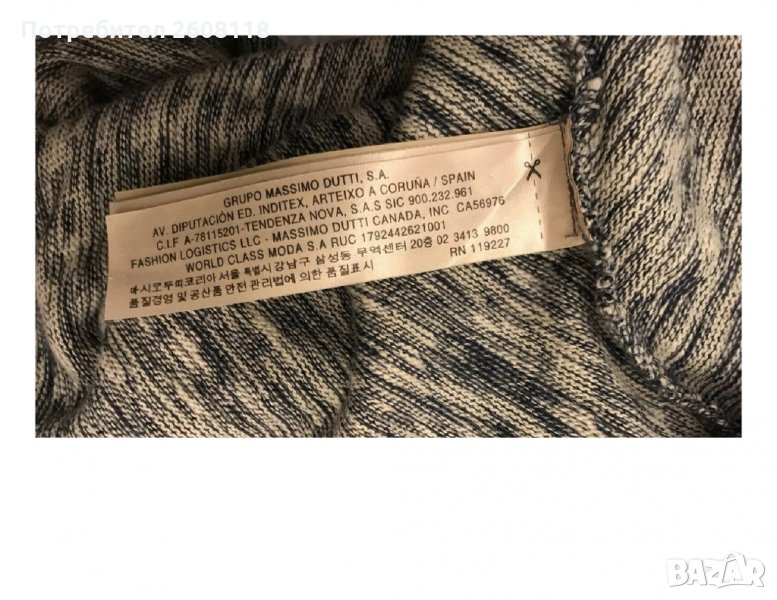 Потребител 2608118
GRUPO MASSIMO DUTTI, S.A.
AV. DIPUTACIÓN ED. INDITEX, ARTEIXO A CORUÑA / SPAIN
C.I.F A-78115201-TENDENZA NOVA, S.A.S SIC 900.232.961
FASHION LOGISTICS LLC - MASSIMO DUTTI CANADA, INC CA56976
WORLD CLASS MODA S.A RUC 1792442621001
RN 119227
마시모두띠코리아 서울 특별시 강남구 삼성동 무역센터 20층 02 3413 9800
품질경영 및 공산품 안전 관리법에 의한 품질표시
BAZAR